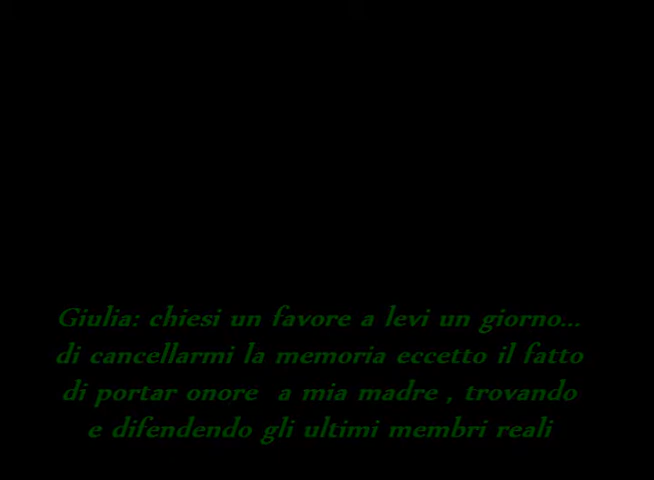 Giulia: chiesi un favore a levi un giorno...
di cancellarmi la memoria eccetto il fatto
di portar onore  a mia madre , trovando
e difendendo gli ultimi membri reali